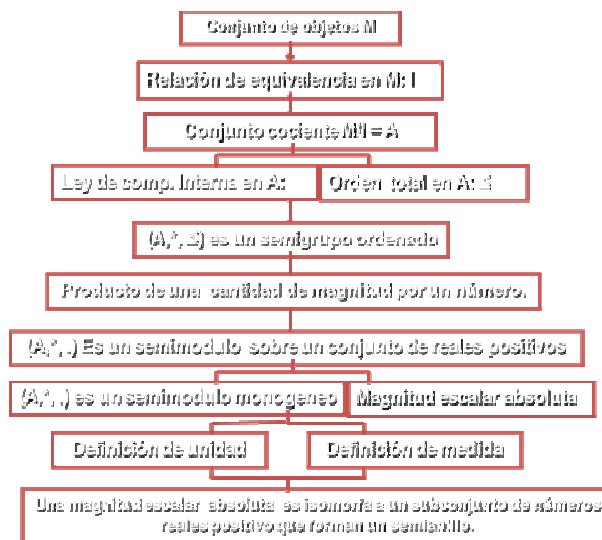 Conjunto de objetos M
Relación de equivalencia en M: I
Conjunto cociente M/I = A
Ley de comp. Interna en A:
Orden total en A: ≤
(A,*, ≤) es un semigrupo ordenado
Producto de una cantidad de magnitud por un número.
(A,*, .) Es un semimodulo sobre un conjunto de reales positivos
(A,*, .) es un semimodulo monogeneo
Magnitud escalar absoluta
Definición de unidad
Definición de medida
Una magnitud escalar absoluta es isomorfa a un subconjunto de números
reales positivo que forman un semianillo.